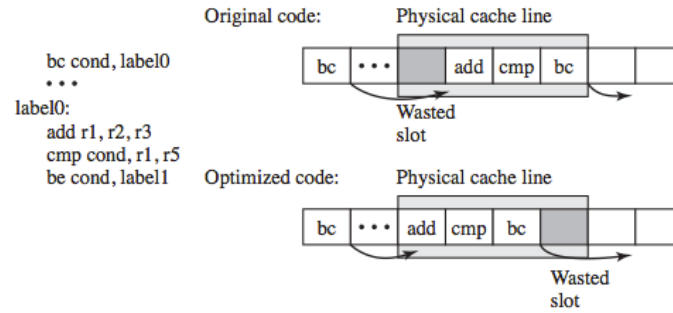 Original code: Physical cache line
bc cond, label0
• • •
label0:
add r1, r2, r3
cmp cond, r1, r5
be cond, label1
bc • • • add cmp bc
Wasted
slot
Optimized code: Physical cache line
bc • • • add cmp bc
Wasted
slot